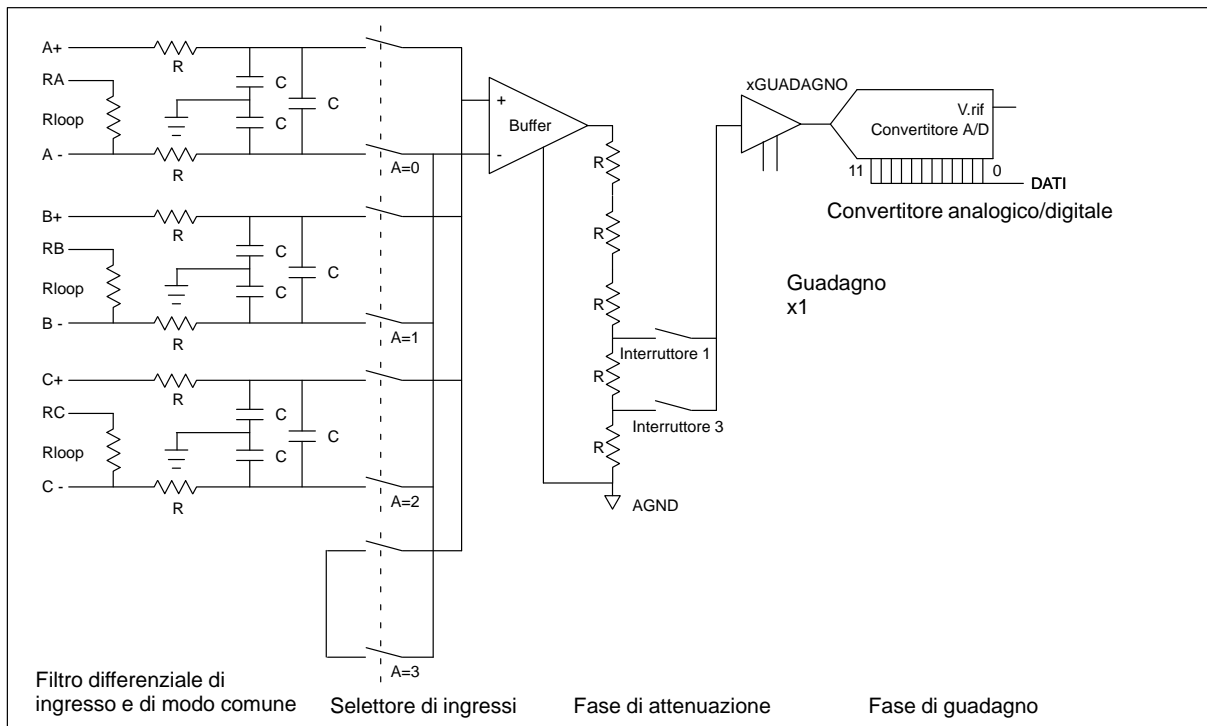 A+
R
RA
C
C
Rloop
C
A -
R
A=0
B+
R
RB
C
C
Rloop
C
B -
R
A=1
C+
R
RC
C
C
Rloop
C
C -
R
A=2
A=3
+
Buffer
-
R
R
R
R
R
Interruttore 1
Interruttore 3
AGND
xGUADAGNO
V.rif
Convertitore A/D
11
0
DATI
Convertitore analogico/digitale
Guadagno
x1
Filtro differenziale di
ingresso e di modo comune
Selettore di ingressi
Fase di attenuazione
Fase di guadagno